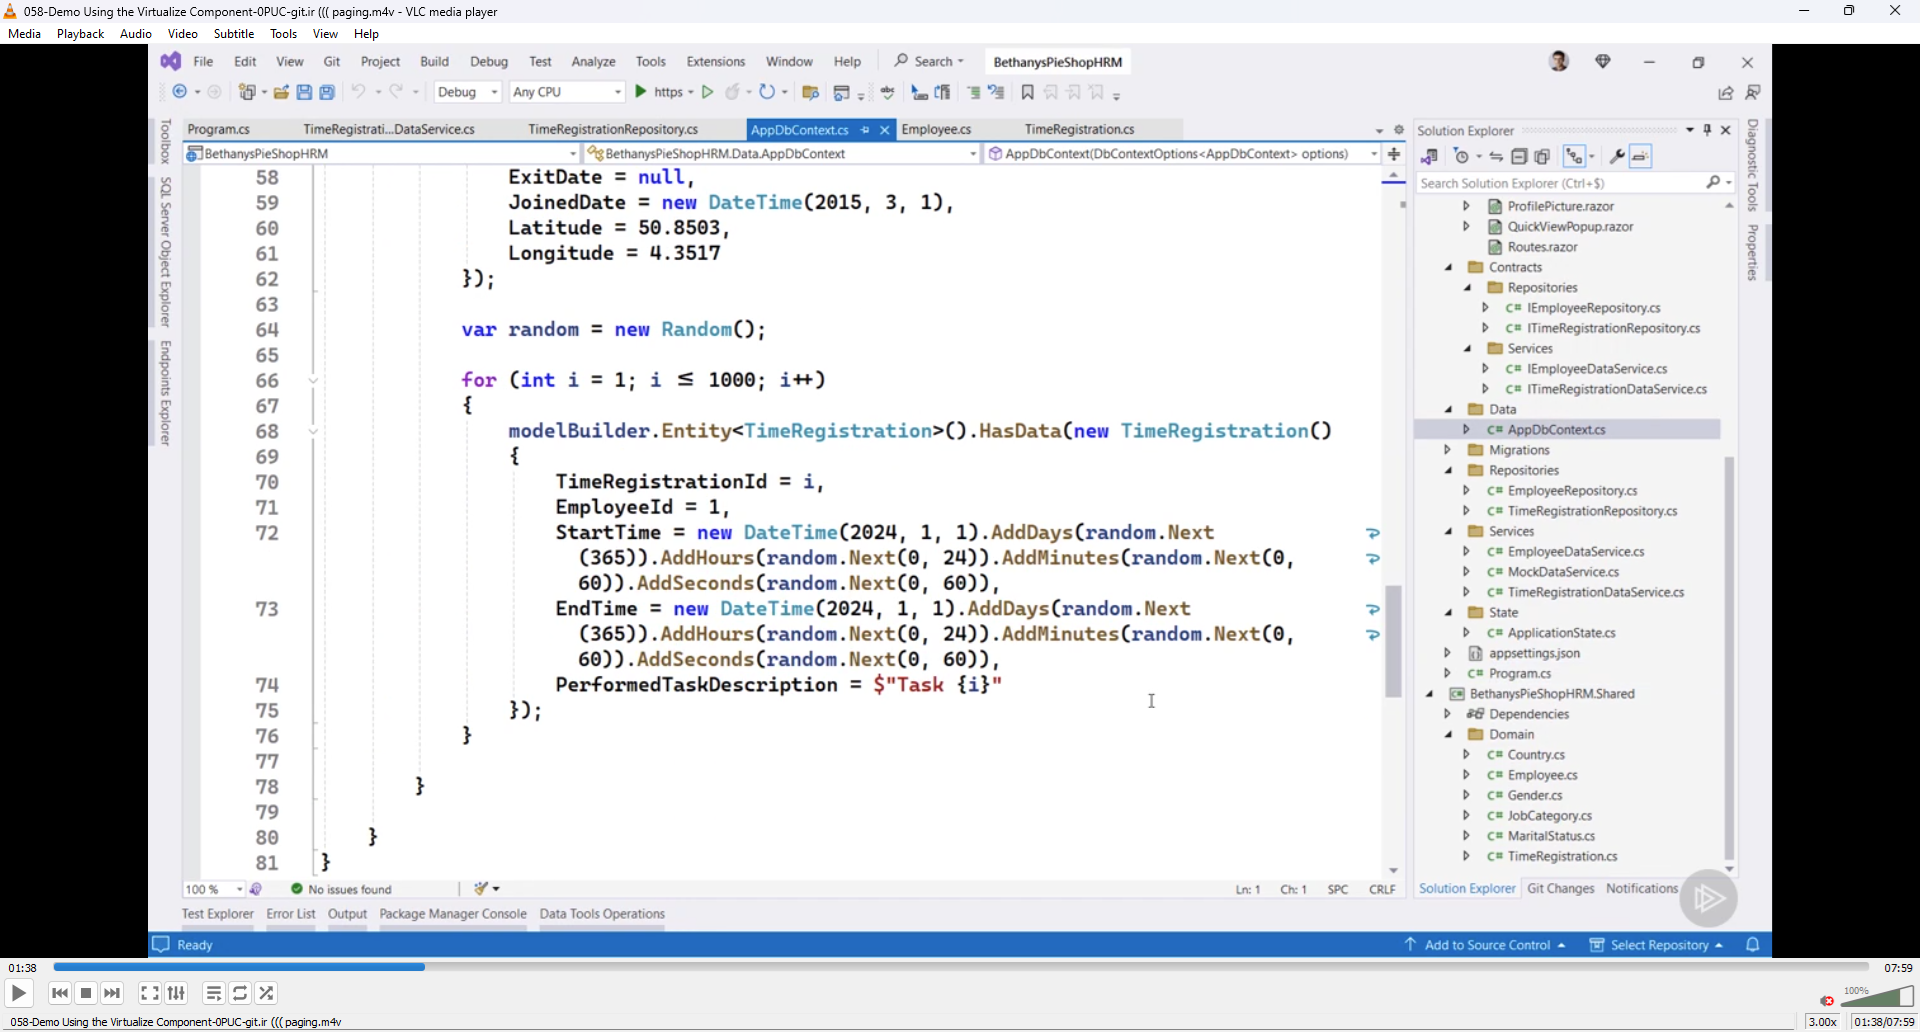 058-Demo Using the Virtualize Component-0PUC-git.ir ((( paging.m4v - VLC media player
Media Playback Audio Video Subtitle Tools View Help
File Edit View Git Project Build Debug Test Analyze Tools Extensions Window Help Search BethanysPieShopHRM
Debug Any CPU https
Toolbox
SQL Server Object Explorer
Endpoints Explorer
Program.cs TimeRegistrati...DataService.cs TimeRegistrationRepository.cs AppDbContext.cs Employee.cs TimeRegistration.cs
BethanysPieShopHRM BethanysPieShopHRM.Data.AppDbContext AppDbContext(DbContextOptions<AppDbContext> options)
58 ExitDate = null,
59 JoinedDate = new DateTime(2015, 3, 1),
60 Latitude = 50.8503,
61 Longitude = 4.3517
62 });
63
64 var random = new Random();
65
66 for (int i = 1; i ≤ 1000; i++)
67 {
68 modelBuilder.Entity<TimeRegistration>().HasData(new TimeRegistration()
69 {
70 TimeRegistrationId = i,
71 EmployeeId = 1,
72 StartTime = new DateTime(2024, 1, 1).AddDays(random.Next
(365)).AddHours(random.Next(0, 24)).AddMinutes(random.Next(0,
60)).AddSeconds(random.Next(0, 60)),
73 EndTime = new DateTime(2024, 1, 1).AddDays(random.Next
(365)).AddHours(random.Next(0, 24)).AddMinutes(random.Next(0,
60)).AddSeconds(random.Next(0, 60)),
74 PerformedTaskDescription = $"Task {i}"
75 });
76 }
77
78 }
79
80 }
81 }
100 % No issues found Ln: 1 Ch: 1 SPC CRLF
Solution Explorer
Search Solution Explorer (Ctrl+$)
ProfilePicture.razor
QuickViewPopup.razor
Routes.razor
Contracts
Repositories
C# IEmployeeRepository.cs
C# ITimeRegistrationRepository.cs
Services
C# IEmployeeDataService.cs
C# ITimeRegistrationDataService.cs
Data
C# AppDbContext.cs
Migrations
Repositories
C# EmployeeRepository.cs
C# TimeRegistrationRepository.cs
Services
C# EmployeeDataService.cs
C# MockDataService.cs
C# TimeRegistrationDataService.cs
State
C# ApplicationState.cs
appsettings.json
C# Program.cs
BethanysPieShopHRM.Shared
Dependencies
Domain
C# Country.cs
C# Employee.cs
C# Gender.cs
C# JobCategory.cs
C# MaritalStatus.cs
C# TimeRegistration.cs
Solution Explorer Git Changes Notifications
Diagnostic Tools
Properties
Test Explorer Error List Output Package Manager Console Data Tools Operations
Ready Add to Source Control Select Repository
01:38 07:59
100%
058-Demo Using the Virtualize Component-0PUC-git.ir ((( paging.m4v 3.00x 01:38/07:59